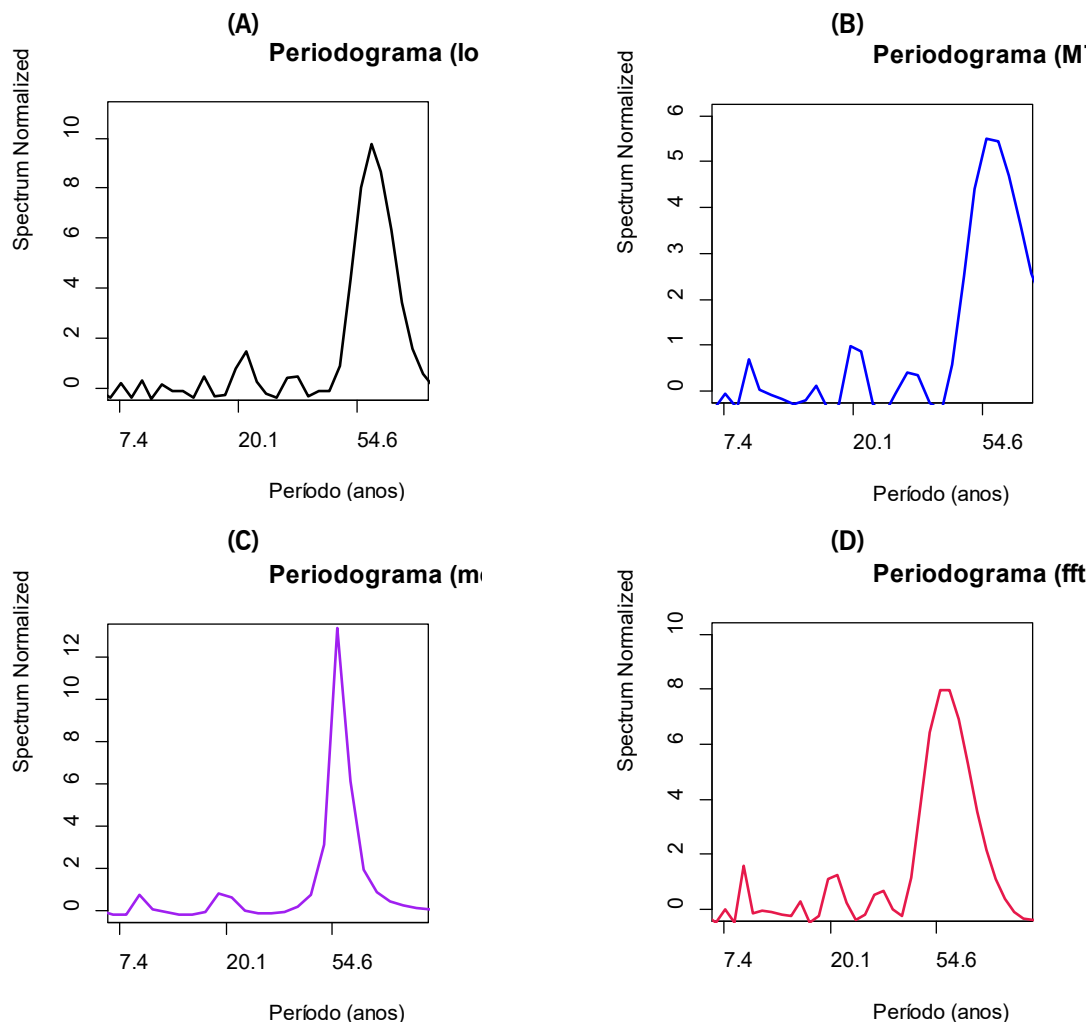 (A)
Periodograma (lo
Spectrum Normalized
10
8
6
4
2
0
7.4 20.1 54.6
Período (anos)
(B)
Periodograma (MT
Spectrum Normalized
6
5
4
3
2
1
0
7.4 20.1 54.6
Período (anos)
(C)
Periodograma (me
Spectrum Normalized
12
10
8
6
4
2
0
7.4 20.1 54.6
Período (anos)
(D)
Periodograma (fft
Spectrum Normalized
10
8
6
4
2
0
7.4 20.1 54.6
Período (anos)